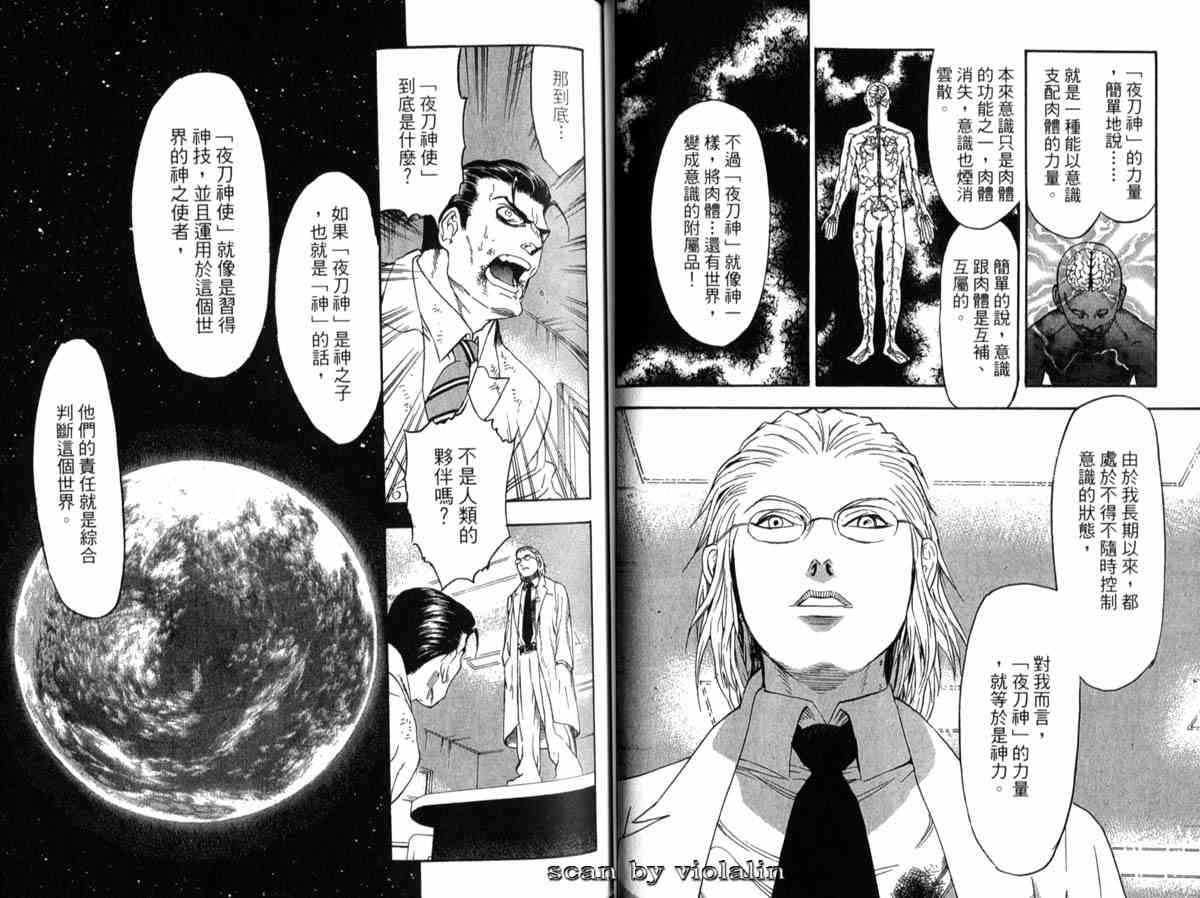 「夜刀神」的力量
，簡單地說……
就是一種能以意識
支配肉體的力量。
本來意識只是肉體
的功能之一，肉體
消失，意識也煙消
雲散。
簡單的說，意識
跟肉體是互補、
互屬的。
不過「夜刀神」就像神一
樣，將肉體…還有世界，
變成意識的附屬品！
由於我長期以來，都
處於不得不隨時控制
意識的狀態，
對我而言，
「夜刀神」的力量
，就等於是神力。
那到底…
「夜刀神使」
到底是什麼？
不是人類的
夥伴嗎？
如果「夜刀神」是神之子
，也就是「神」的話，
「夜刀神使」就像是習得
神技，並且運用於這個世
界的神之使者，
他們的責任就是綜合
判斷這個世界。
scan by violalin